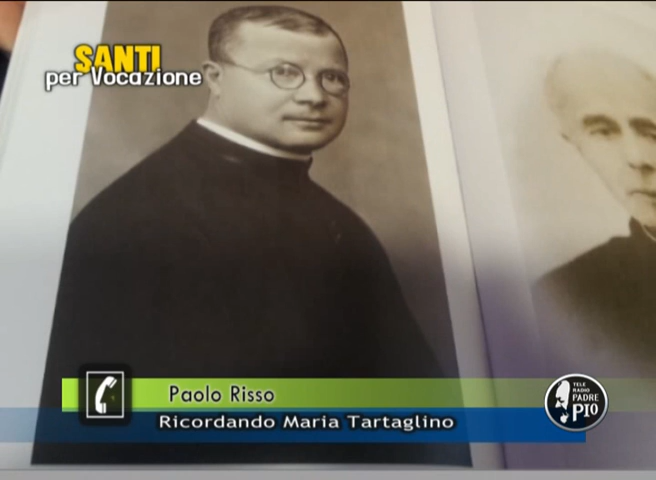 SANTI
per Vocazione
Paolo Risso
Ricordando Maria Tartaglino
TELE
RADIO
PADRE
PIO